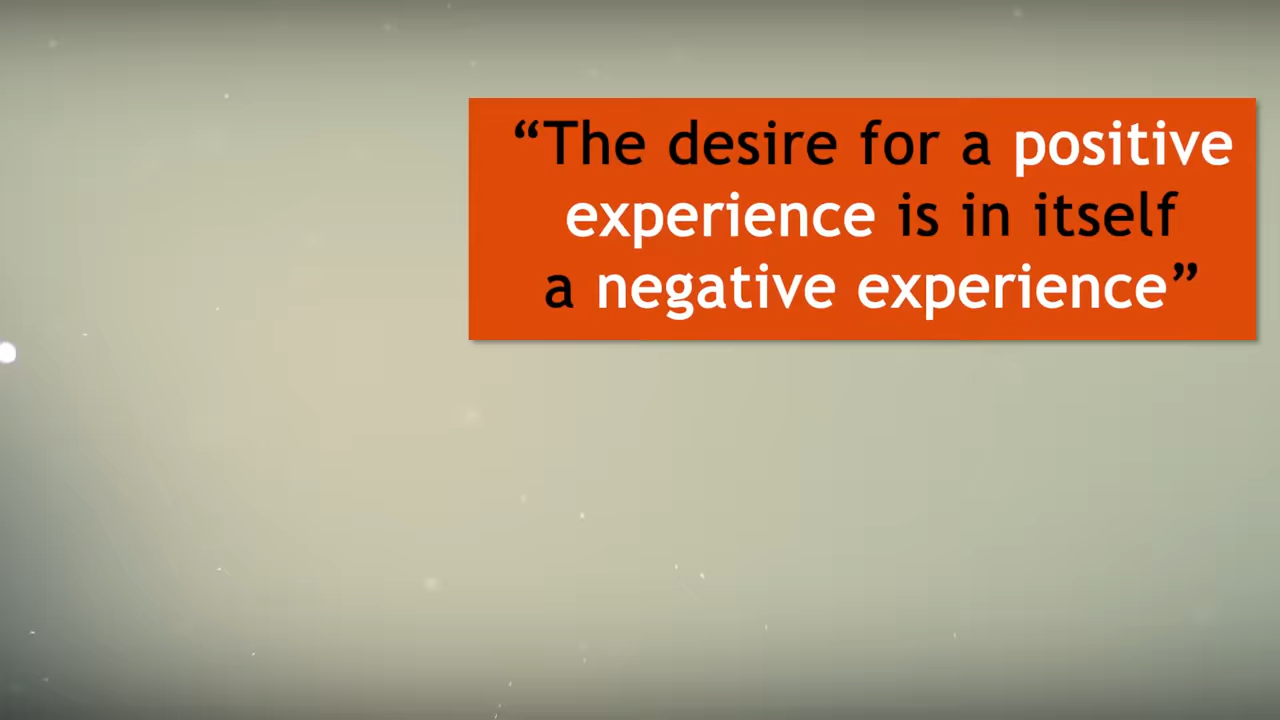 “The desire for a positive
experience is in itself
a negative experience”